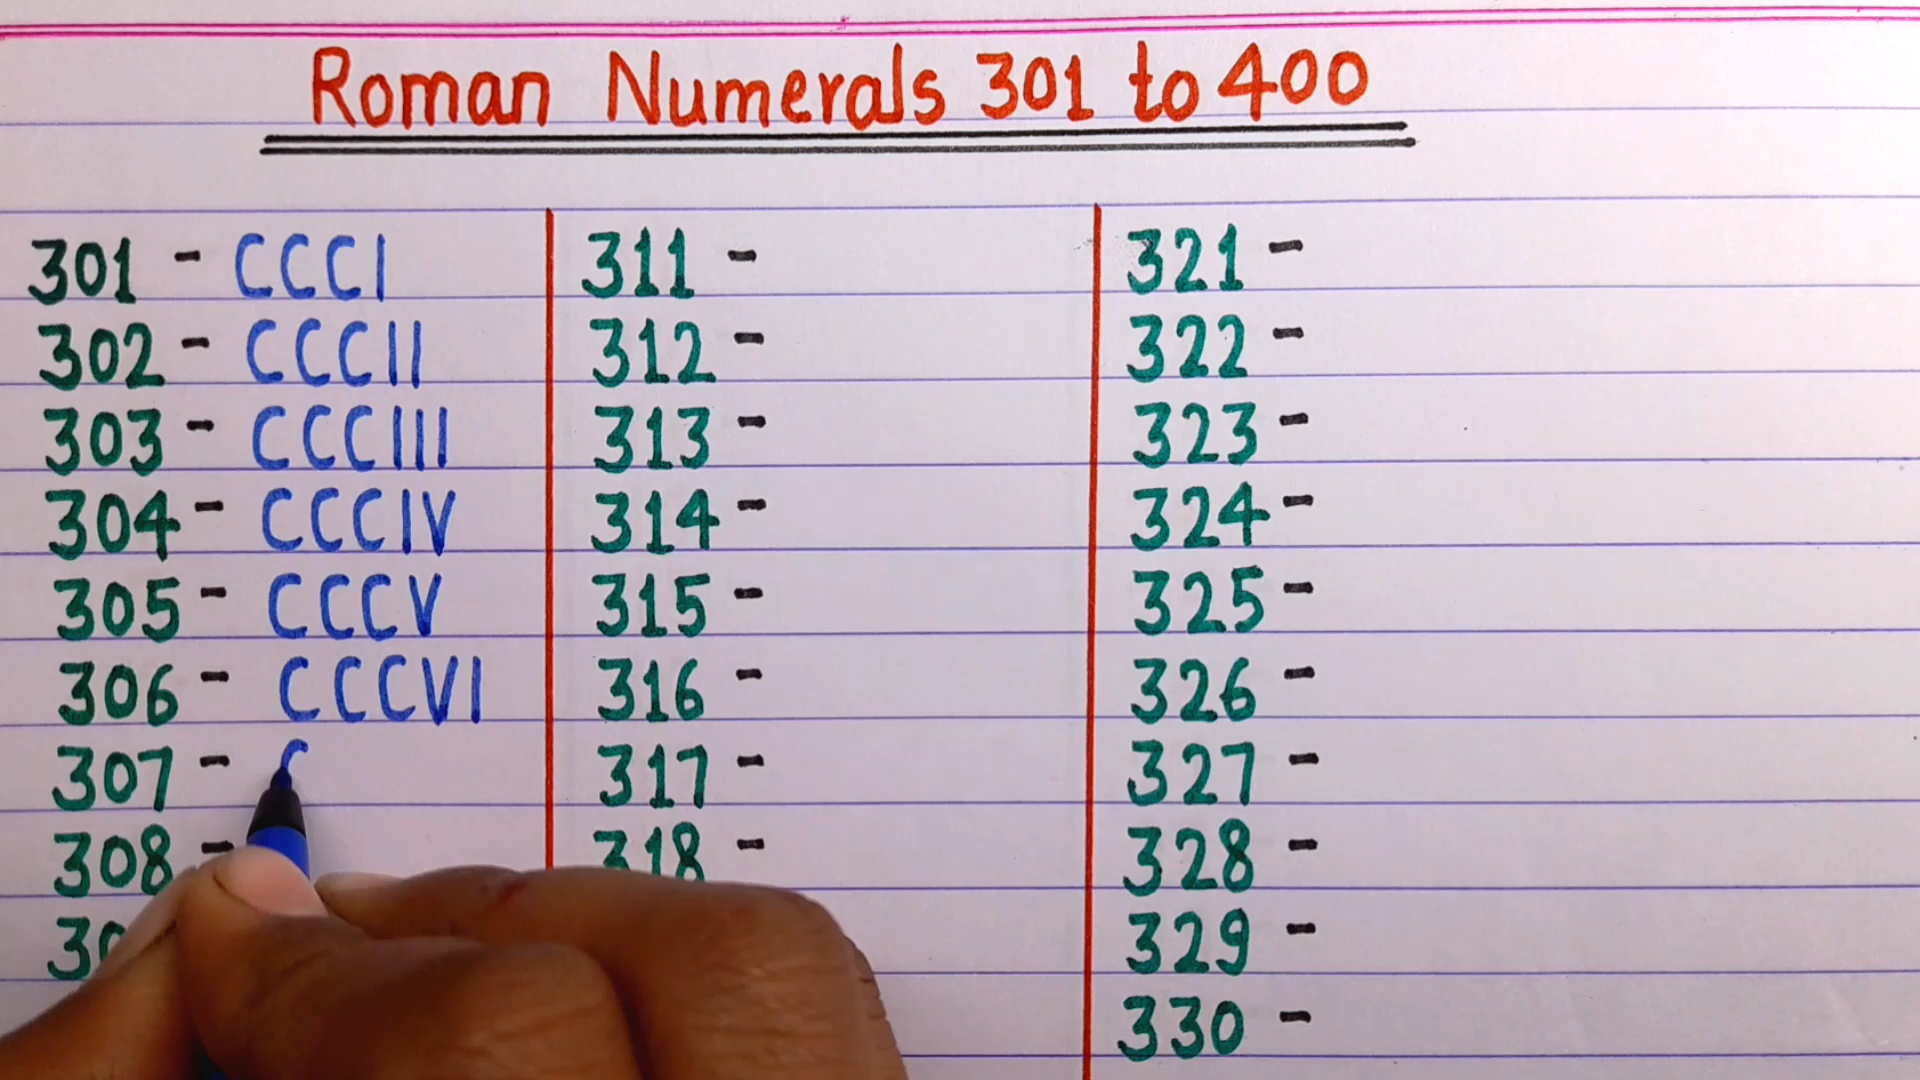 Roman Numerals 301 to 400
301 - CCCI
302 - CCCII
303 - CCCIII
304 - CCCIV
305 - CCCV
306 - CCCVI
307 - C
308 -
311 -
312 -
313 -
314 -
315 -
316 -
317 -
318 -
321 -
322 -
323 -
324 -
325 -
326 -
327 -
328 -
329 -
330 -